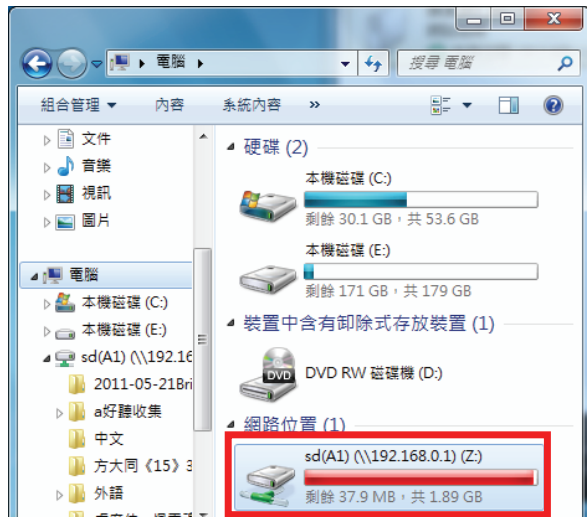 電腦
搜尋 電腦
組合管理 內容 系統內容 »
文件
音樂
視訊
圖片
電腦
本機磁碟 (C:)
本機磁碟 (E:)
sd(A1) (\\192.16
2011-05-21Bri
a好聽收集
中文
方大同《15》3
外語
硬碟 (2)
本機磁碟 (C:)
剩餘 30.1 GB，共 53.6 GB
本機磁碟 (E:)
剩餘 171 GB，共 179 GB
裝置中含有卸除式存放裝置 (1)
DVD
DVD RW 磁碟機 (D:)
網路位置 (1)
sd(A1) (\\192.168.0.1) (Z:)
剩餘 37.9 MB，共 1.89 GB